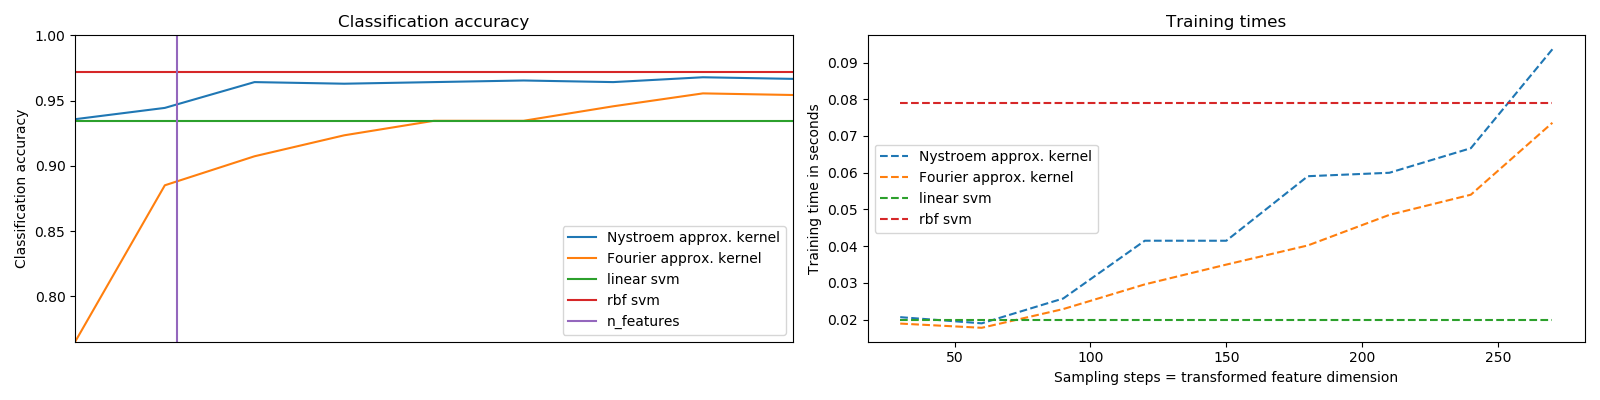 Classification accuracy
1.00
0.95
0.90
0.85
0.80
Classification accuracy
Nystroem approx. kernel
Fourier approx. kernel
linear svm
rbf svm
n_features
Training times
0.09
0.08
0.07
0.06
0.05
0.04
0.03
0.02
Training time in seconds
Nystroem approx. kernel
Fourier approx. kernel
linear svm
rbf svm
50 100 150 200 250
Sampling steps = transformed feature dimension